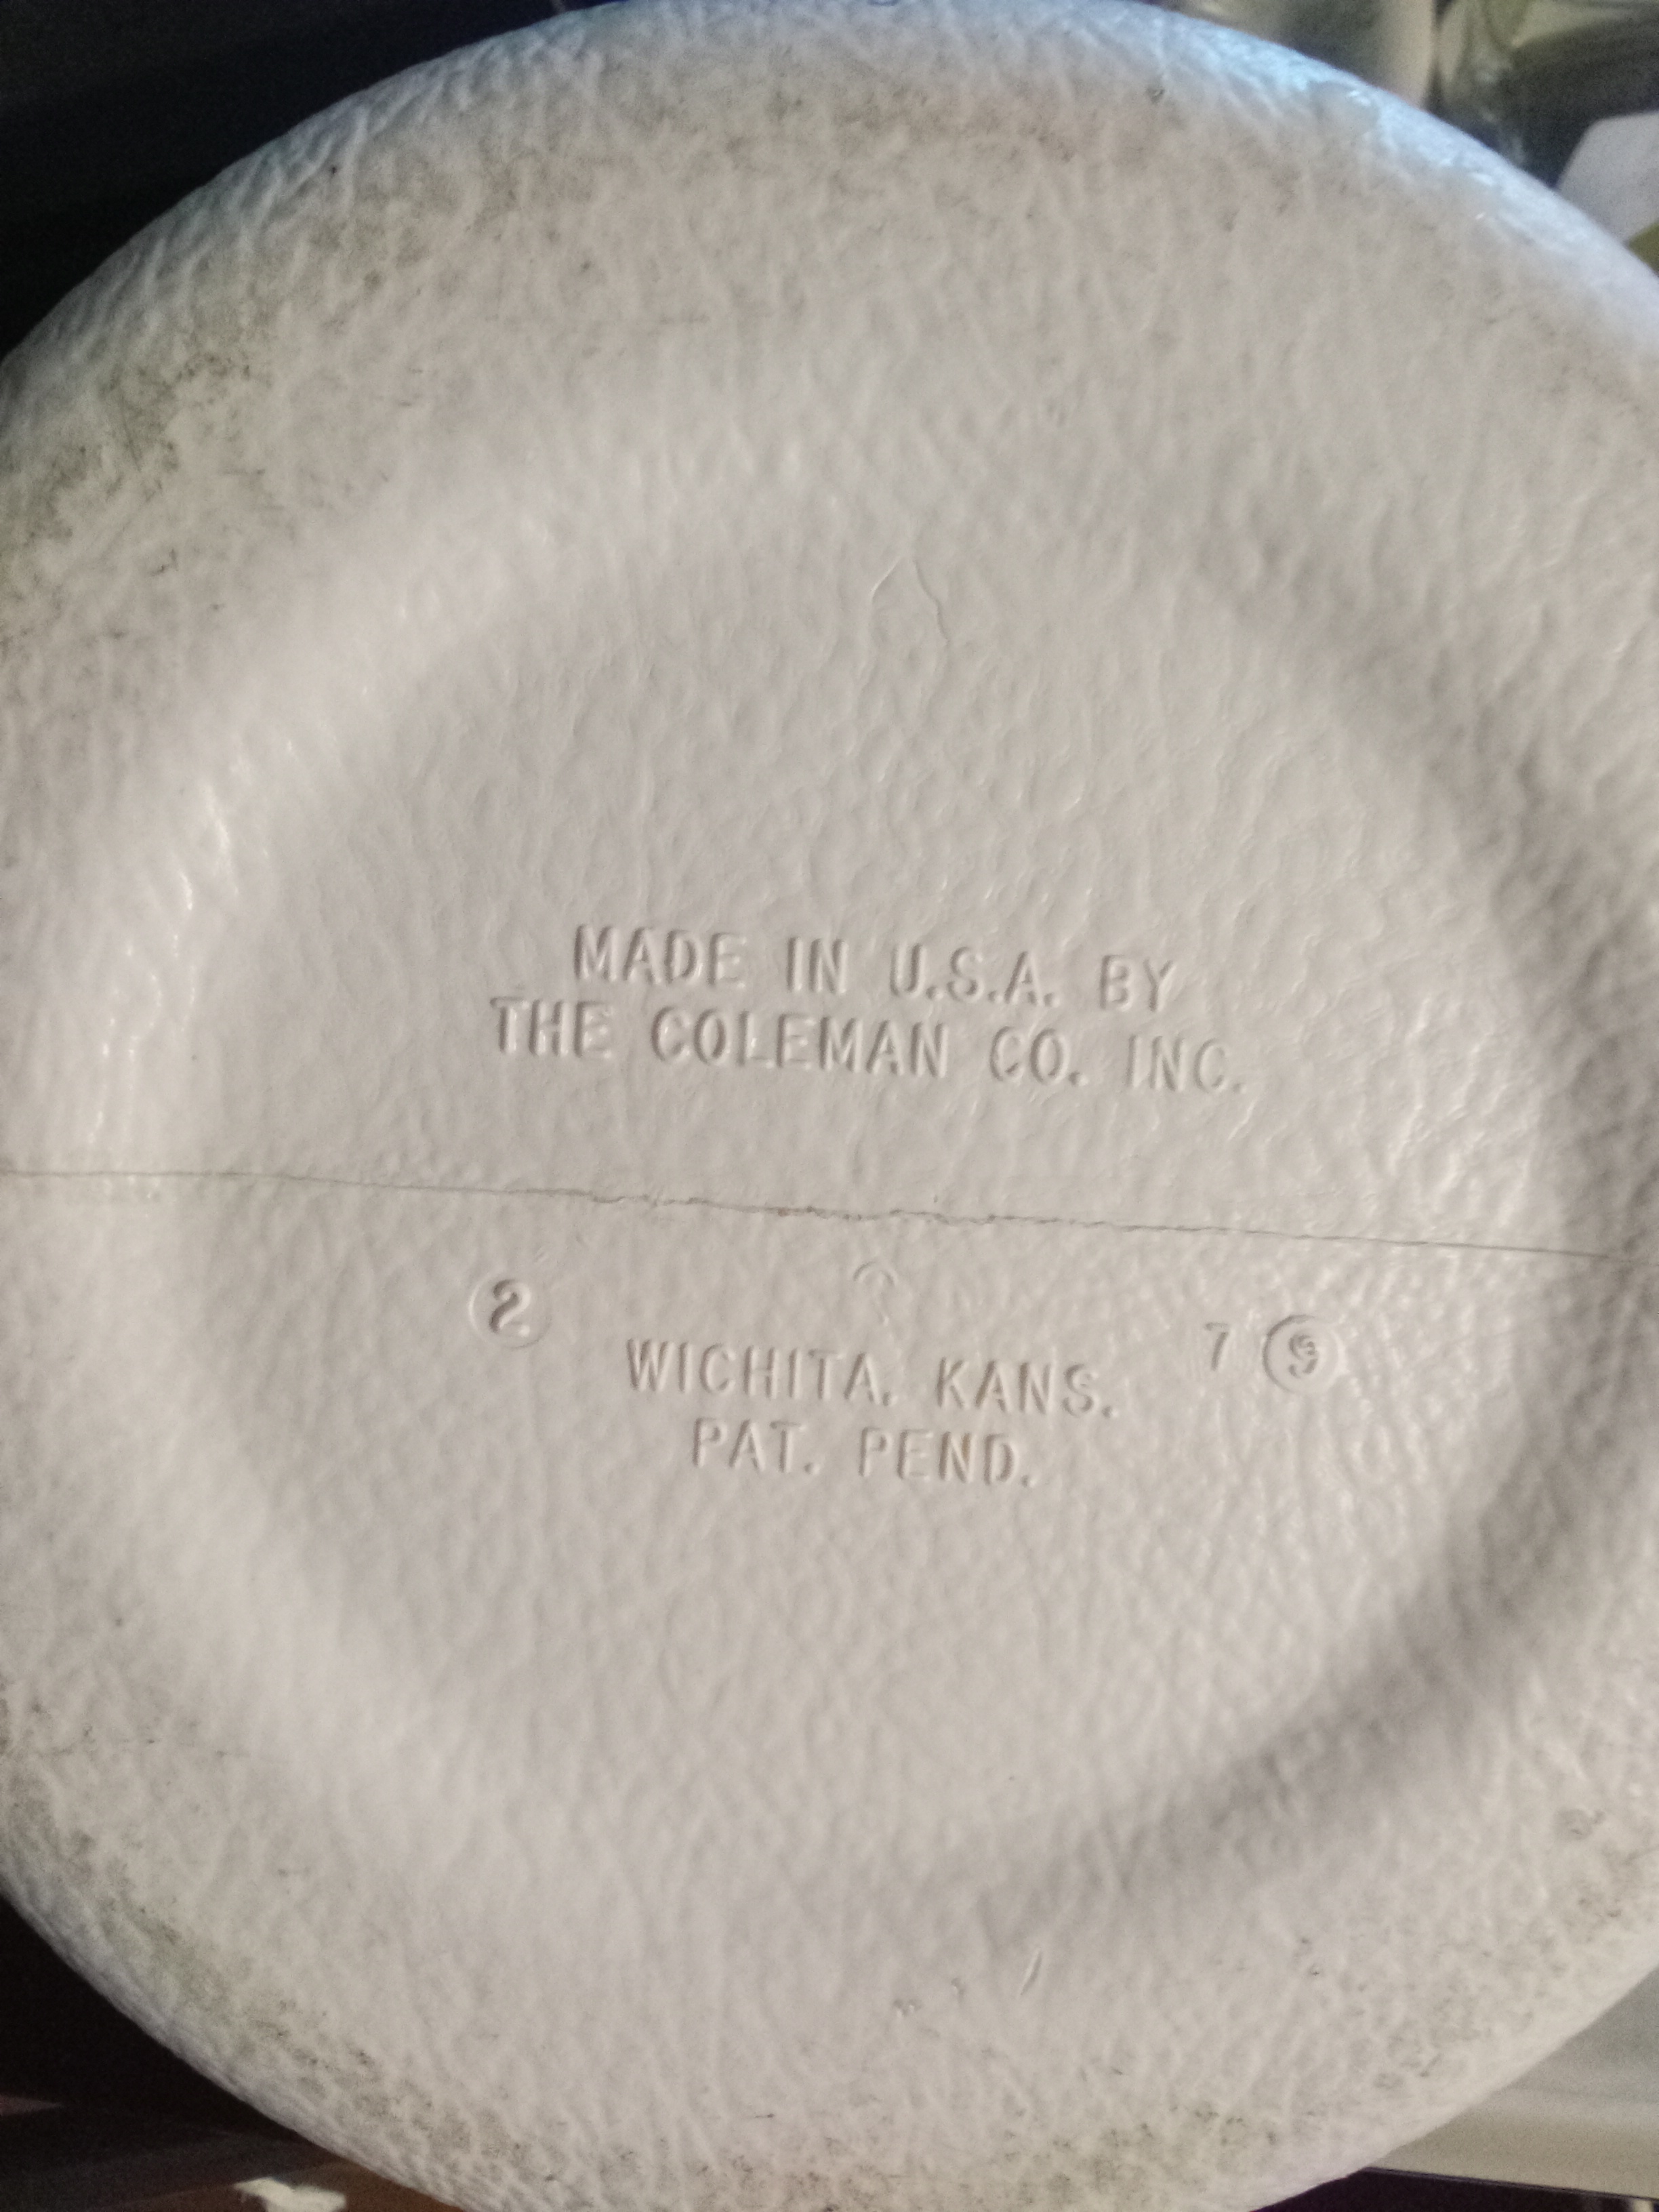 MADE IN U.S.A. BY
THE COLEMAN CO. INC.
2
7 9
WICHITA, KANS.
PAT. PEND.